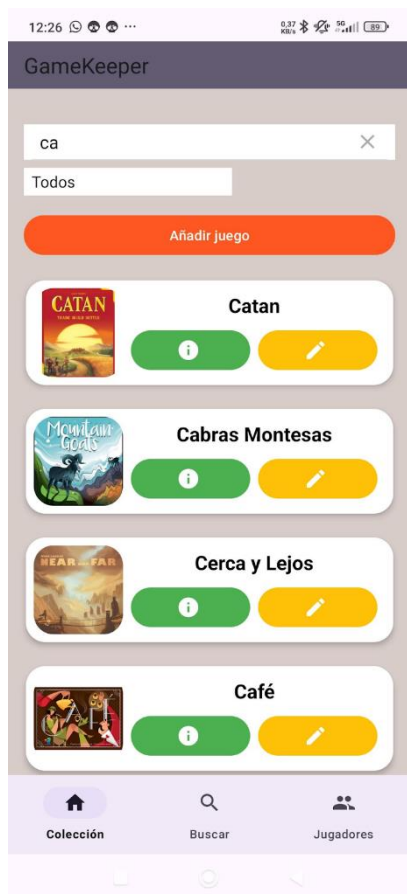 12:26
0,37
KB/s
5G
89
GameKeeper
ca
Todos
Añadir juego
CATAN
Catan
Mountain
Goats
Cabras Montesas
NEAR AND FAR
Cerca y Lejos
CAFÉ
Café
Colección
Buscar
Jugadores